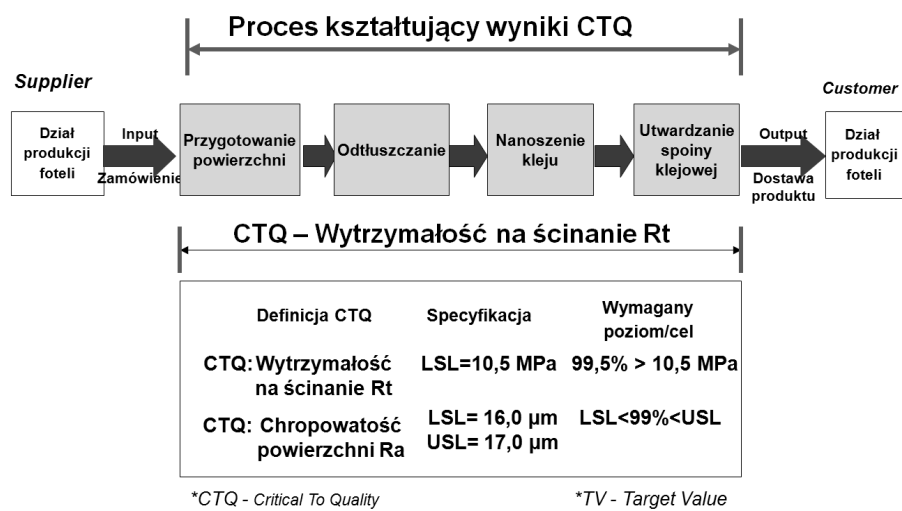 Proces kształtujący wyniki CTQ
Supplier
Customer
Dział
produkcji
foteli
Input
Zamówienie
Przygotowanie
powierzchni
Odtłuszczanie
Nanoszenie
kleju
Utwardzanie
spoiny
klejowej
Output
Dostawa
produktu
Dział
produkcji
foteli
CTQ – Wytrzymałość na ścinanie Rt
Definicja CTQ
Specyfikacja
Wymagany
poziom/cel
CTQ: Wytrzymałość
na ścinanie Rt
LSL=10,5 MPa
99,5% > 10,5 MPa
CTQ: Chropowatość
powierzchni Ra
LSL= 16,0 µm
USL= 17,0 µm
LSL<99%<USL
*CTQ - Critical To Quality
*TV - Target Value